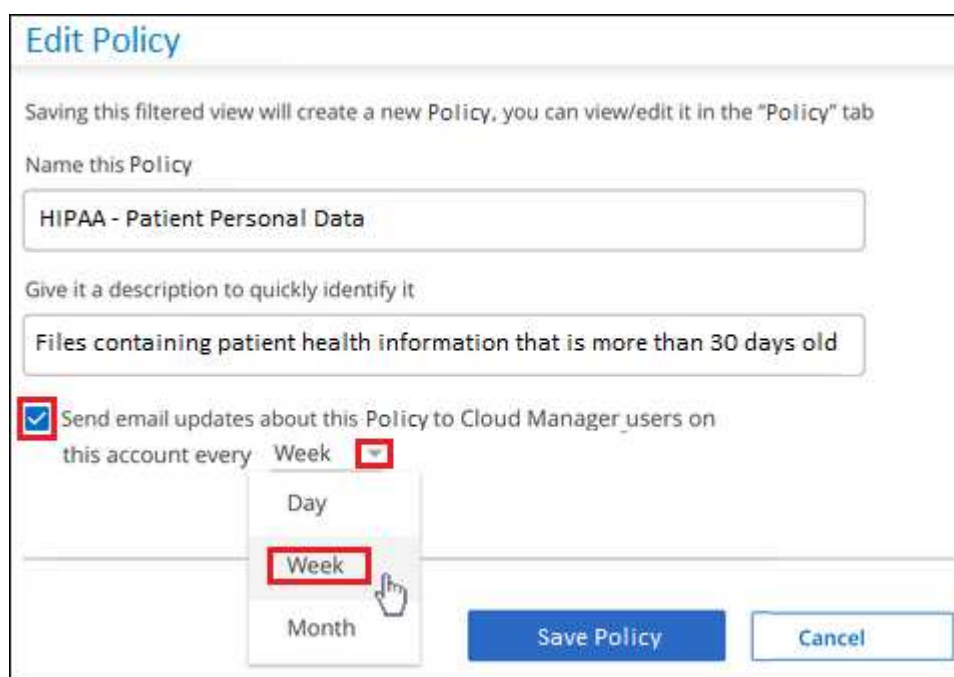 Edit Policy
Saving this filtered view will create a new Policy, you can view/edit it in the "Policy" tab
Name this Policy
HIPAA - Patient Personal Data
Give it a description to quickly identify it
Files containing patient health information that is more than 30 days old
Send email updates about this Policy to Cloud Manager users on
this account every Week
Day
Week
Month
Save Policy Cancel